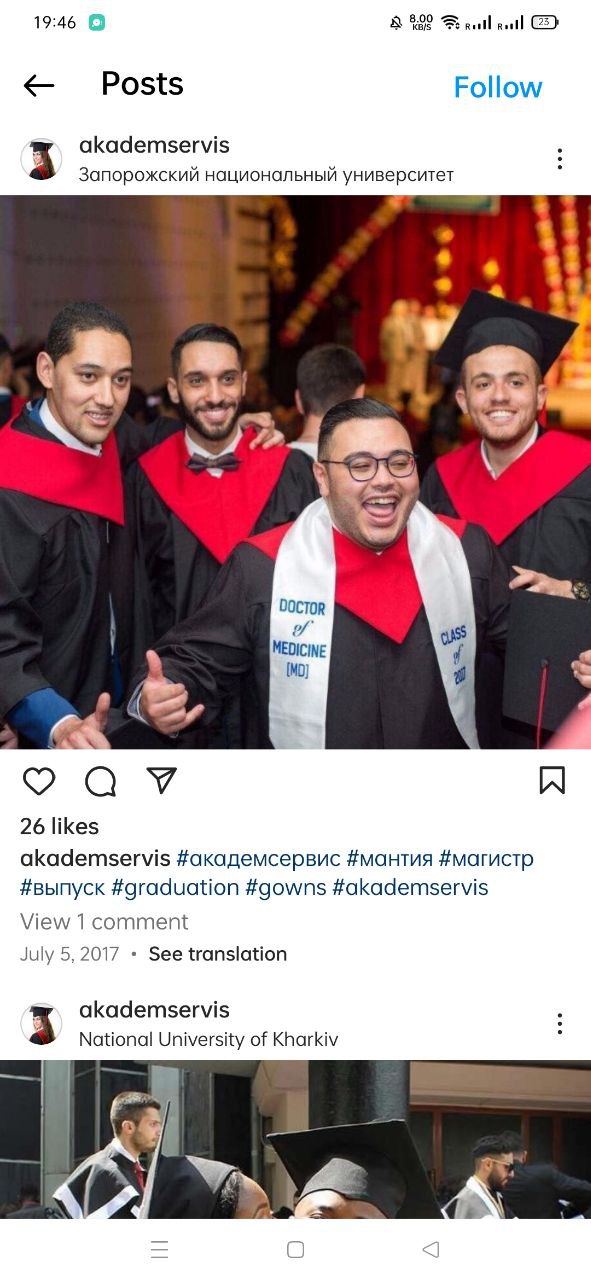 19:46
8.00
KB/S
R
R
23
Posts
Follow
akademservis
Запорожский национальный университет
DOCTOR
of
MEDICINE
[MD]
CLASS
of
2017
26 likes
akademservis #академсервис #мантия #магистр
#выпуск #graduation #gowns #akademservis
View 1 comment
July 5, 2017 • See translation
akademservis
National University of Kharkiv